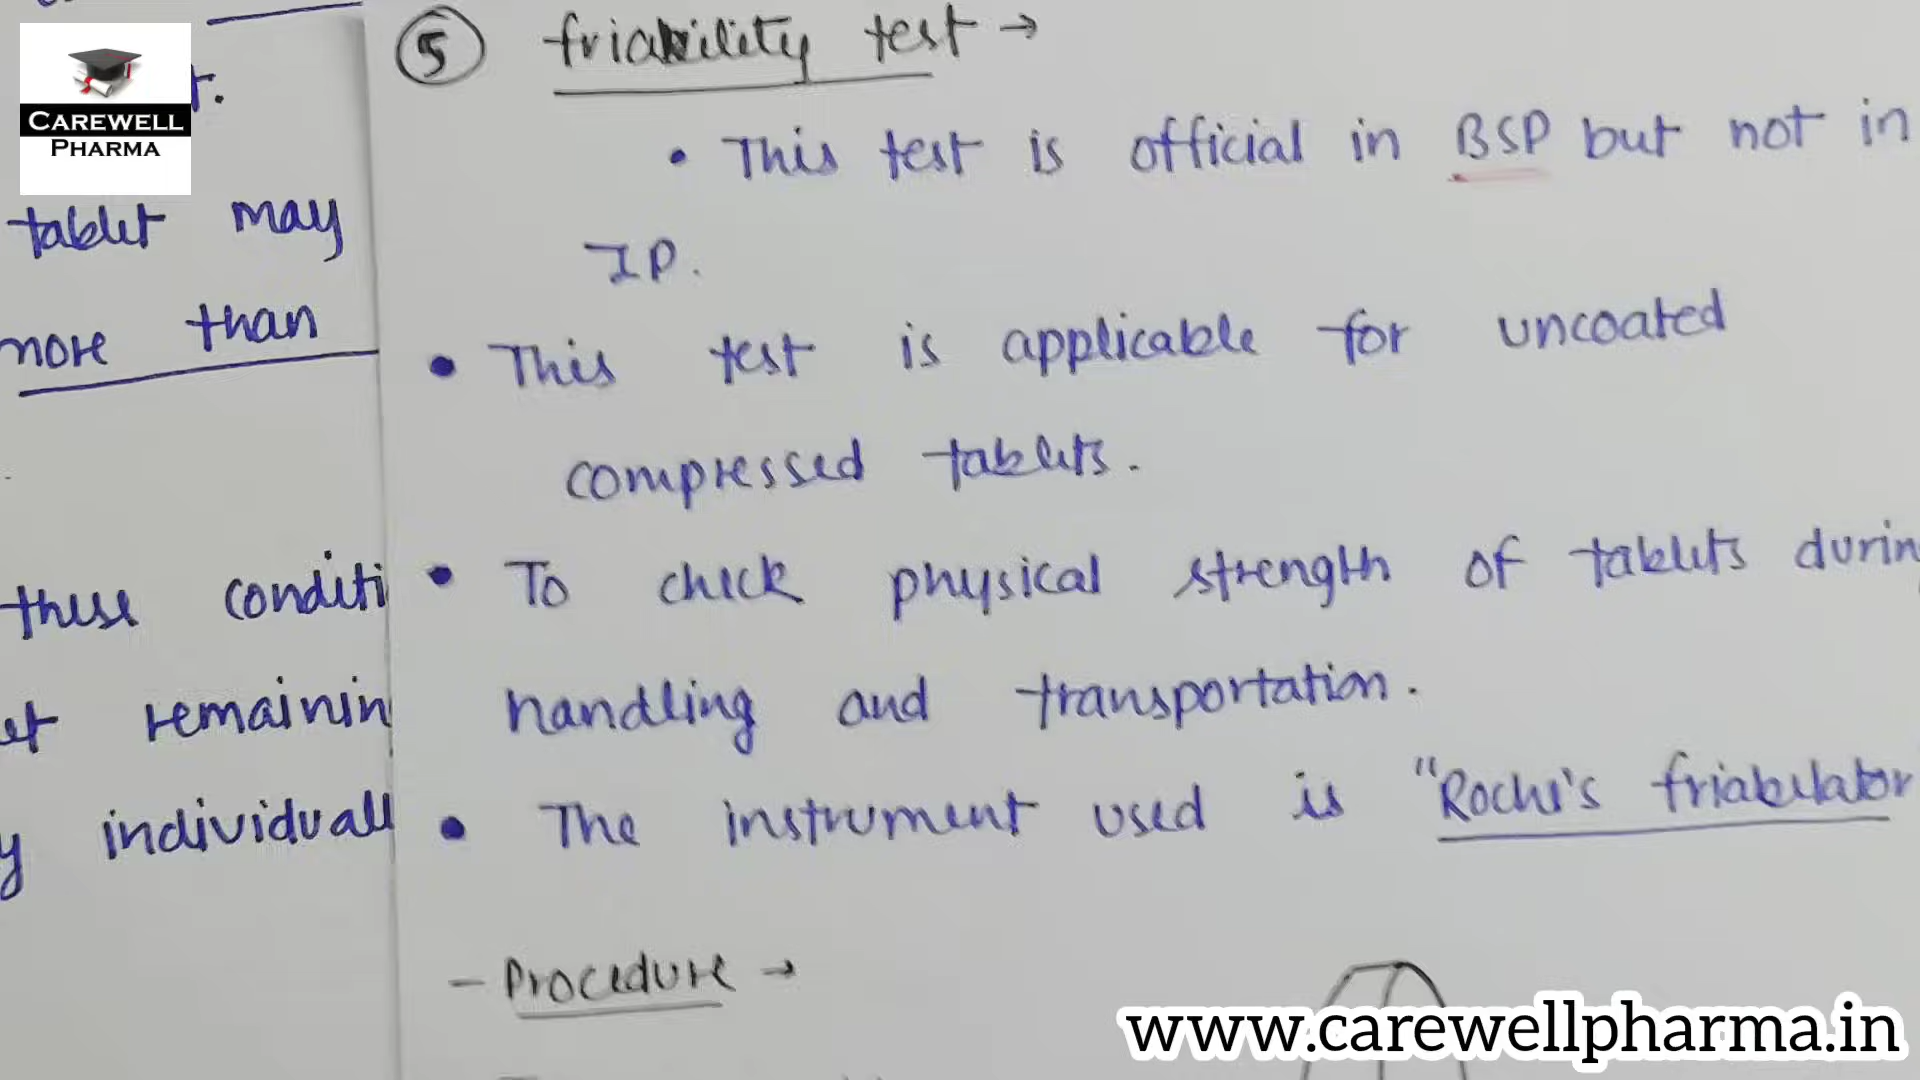 CAREWELL
PHARMA
t.
tablet may
more than
these conditi
et remainin
y individuall
5 friability test →
• This test is official in BSP but not in
IP.
• This test is applicable for uncoated
compressed tablets.
• To check physical strength of tablets durin
handling and transportation.
• The instrument used is "Roche's friabulator
- Procedure →
www.carewellpharma.in